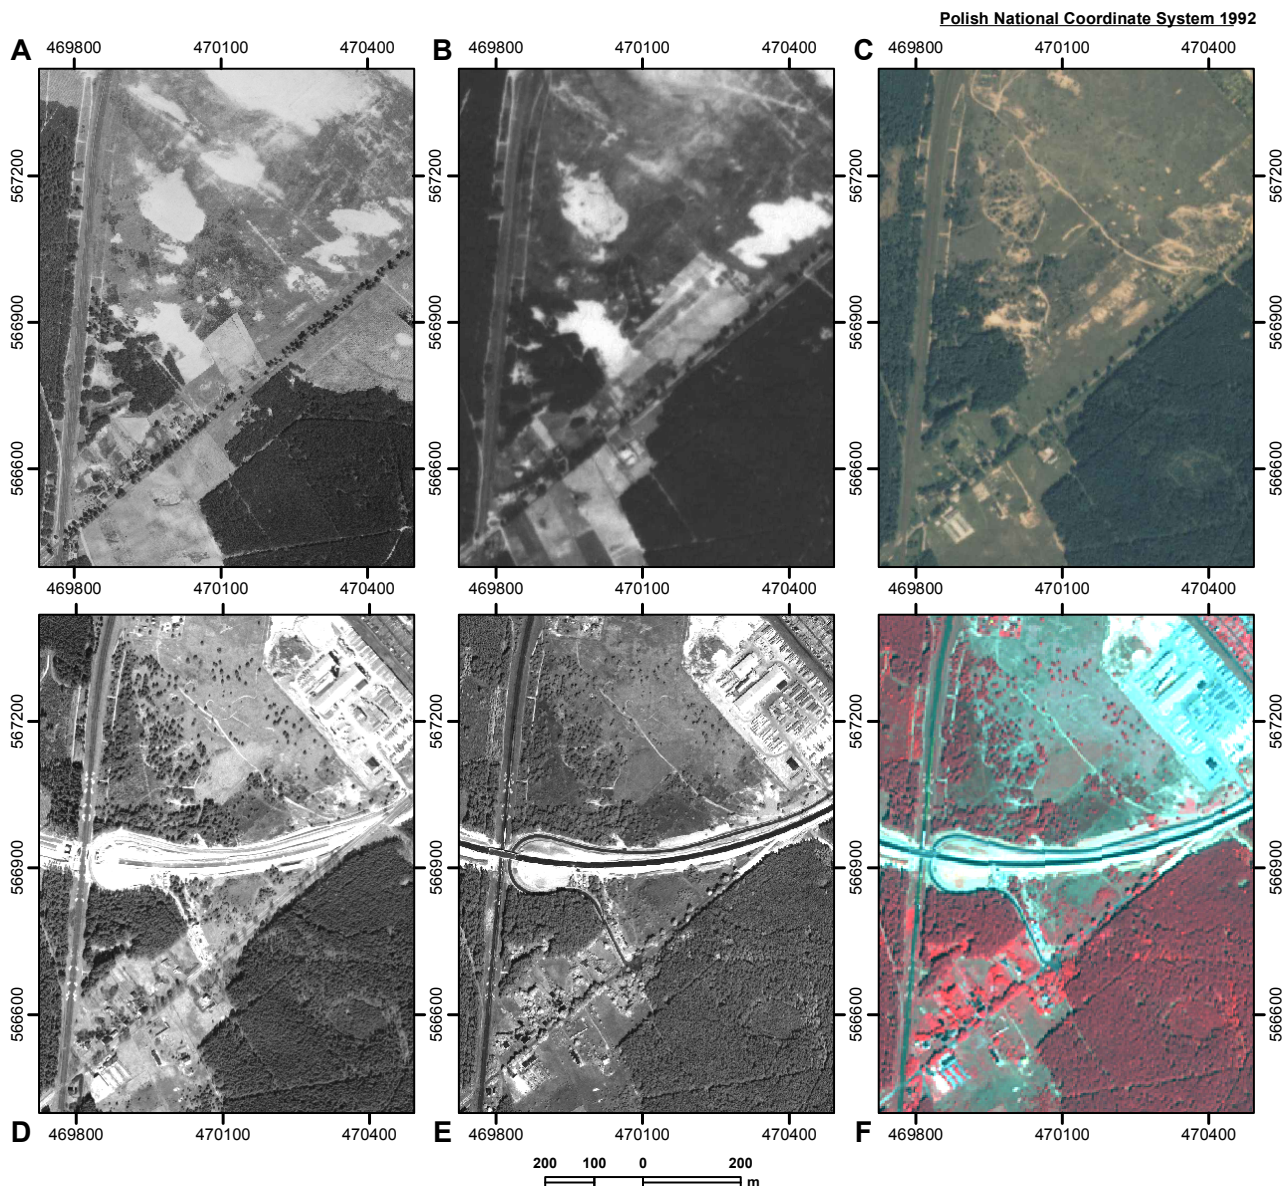 Polish National Coordinate System 1992
A 469800 470100 470400 B 469800 470100 470400 C 469800 470100 470400
567200 567200 567200 567200
566900 566900 566900 566900
566600 566600 566600 566600
469800 470100 470400 469800 470100 470400 469800 470100 470400
567200 567200 567200 567200
566900 566900 566900 566900
566600 566600 566600 566600
D 469800 470100 470400 E 469800 470100 470400 F 469800 470100 470400
200 100 0 200
m